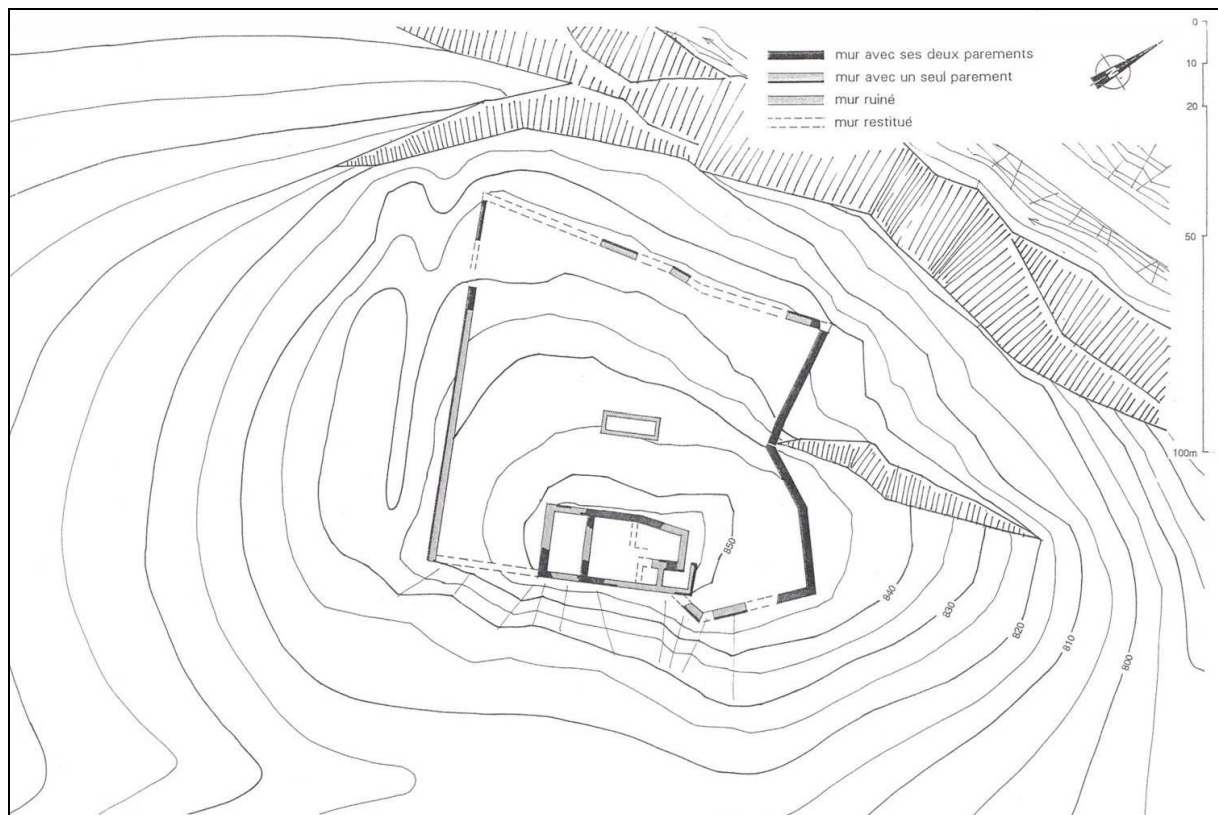 mur avec ses deux parements
mur avec un seul parement
mur ruiné
mur restitué
0
10
20
50
100m
850
840
830
820
810
800